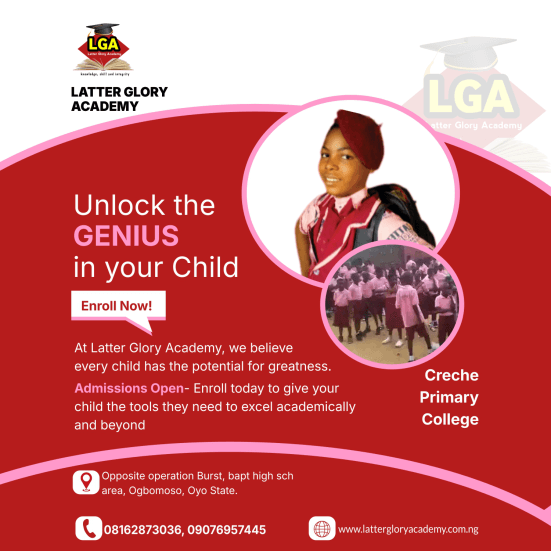 LGA
Latter Glory Academy
knowledge, skill and integrity
LATTER GLORY
ACADEMY
LGA
Latter Glory Academy
Unlock the
GENIUS
in your Child
Enroll Now!
At Latter Glory Academy, we believe
every child has the potential for greatness.
Admissions Open- Enroll today to give your
child the tools they need to excel academically
and beyond
Creche
Primary
College
Opposite operation Burst, bapt high sch
area, Ogbomoso, Oyo State.
08162873036, 09076957445
www.lattergloryacademy.com.ng